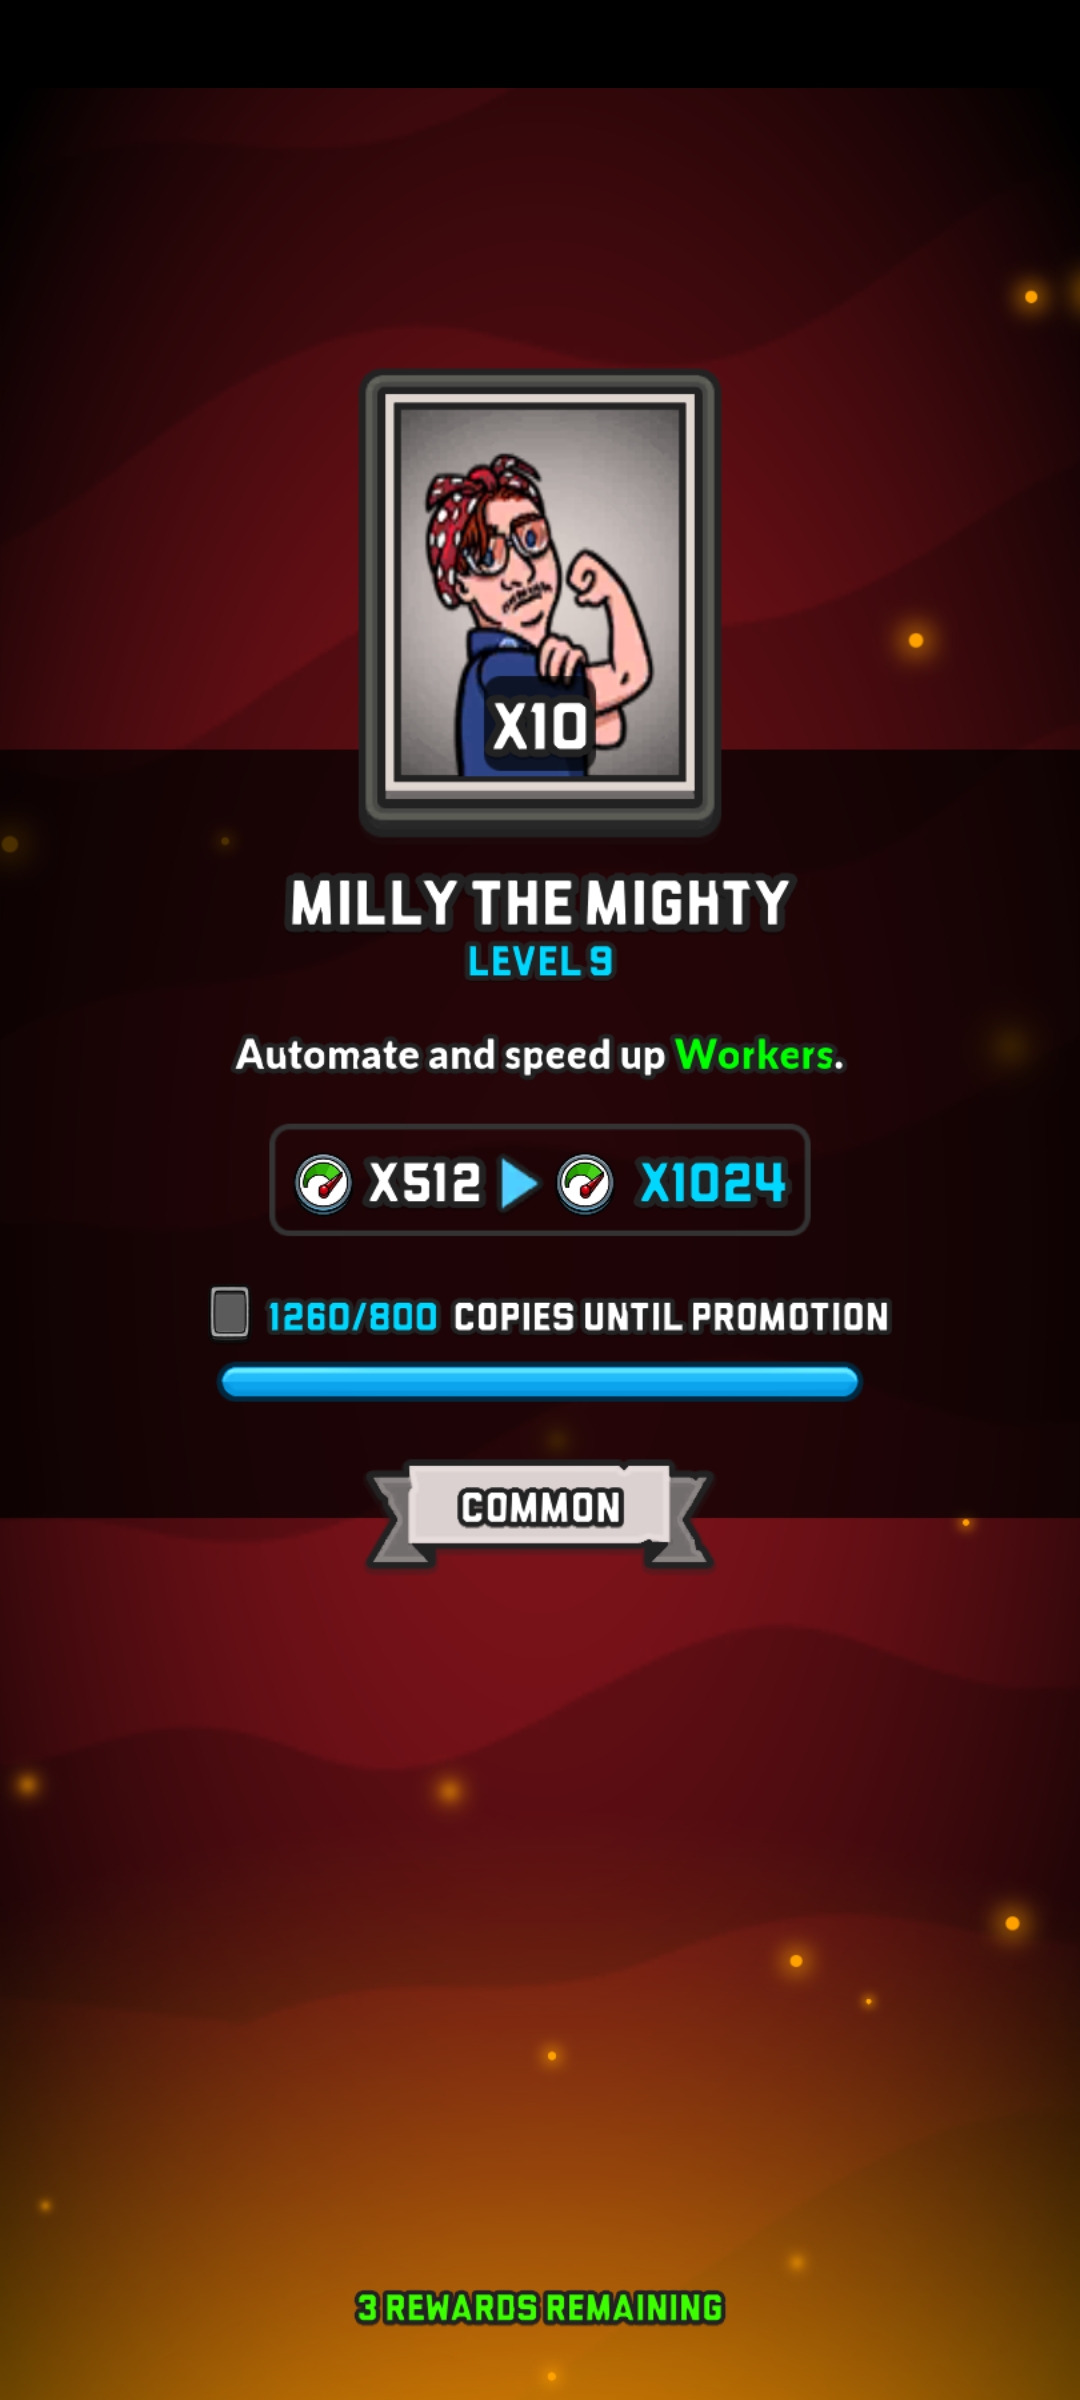 X10
MILLY THE MIGHTY
LEVEL 9
Automate and speed up Workers.
X512 X1024
1260/800 COPIES UNTIL PROMOTION
COMMON
3 REWARDS REMAINING